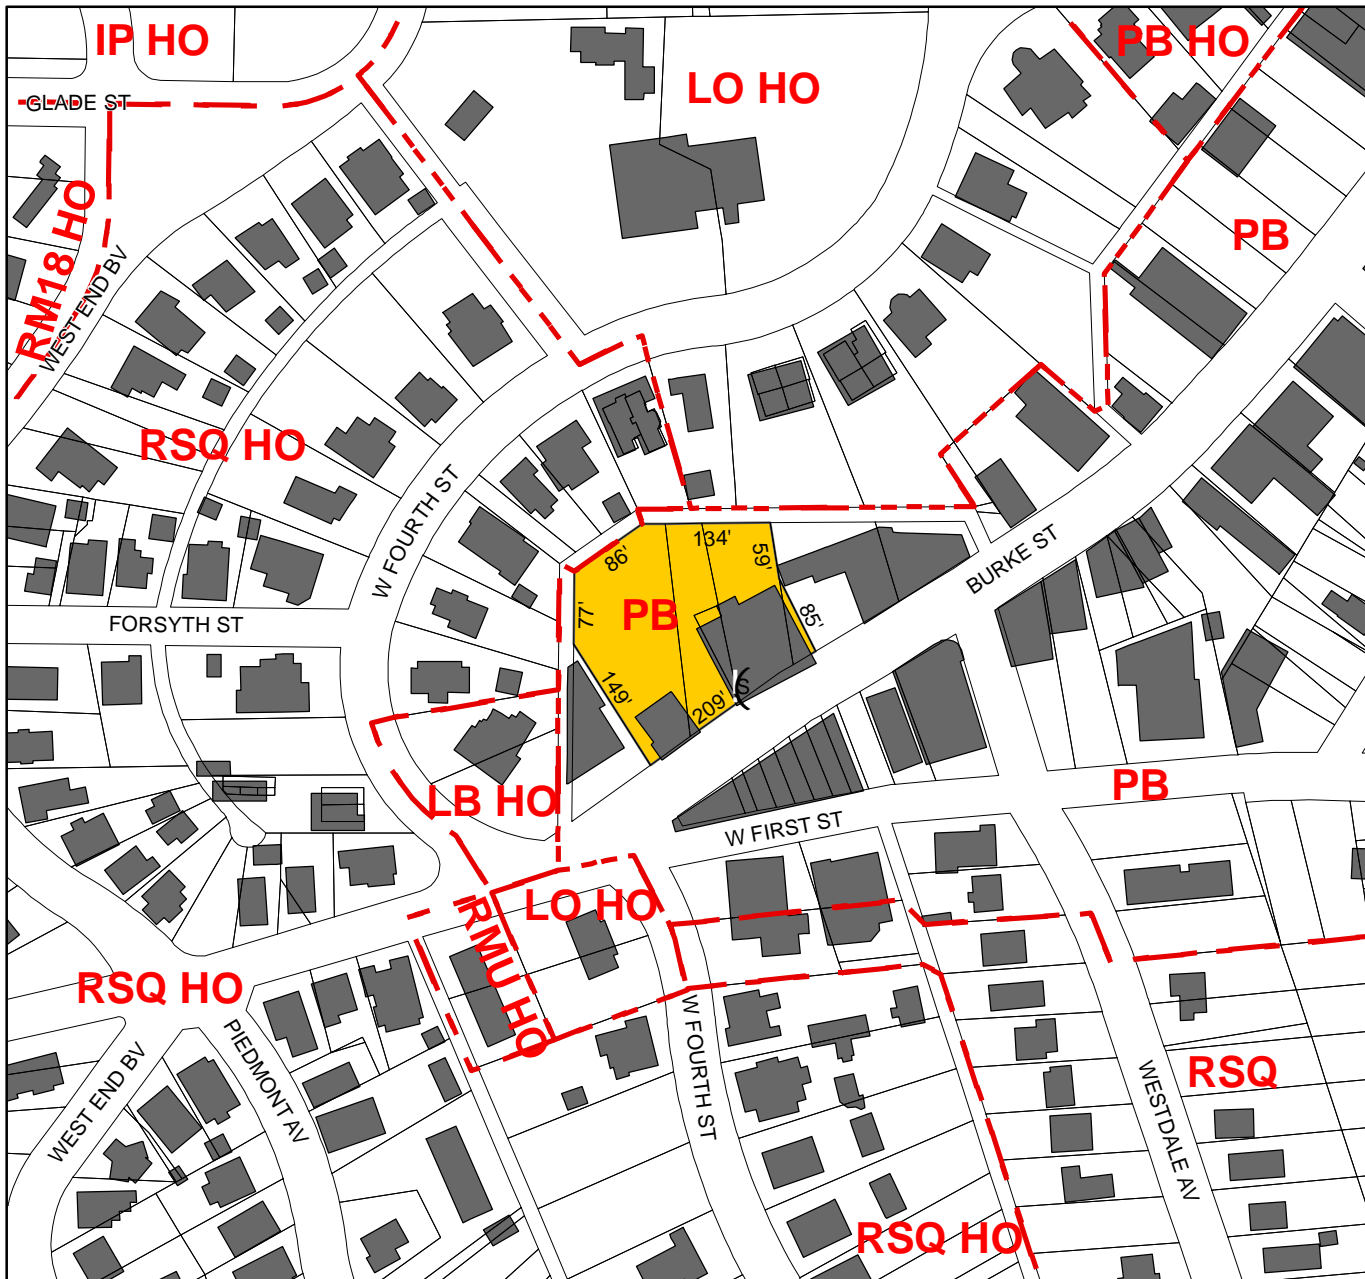 IP HO
PB HO
LO HO
GLADE ST
RM18 HO
WEST END BV
PB
RSQ HO
W FOURTH ST
134'
86'
59'
BURKE ST
77'
PB
85'
FORSYTH ST
149'
S
209'
PB
LB HO
W FIRST ST
LO HO
RMU HO
RSQ HO
PIEDMONT AV
W FOURTH ST
WEST END BV
RSQ
WESTDALE AV
RSQ HO